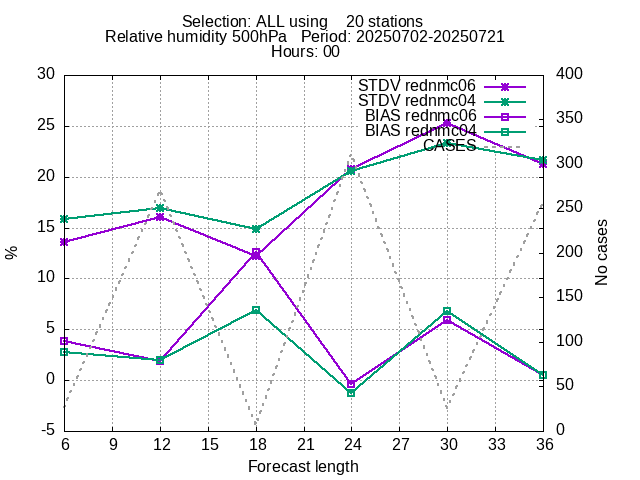 Selection: ALL using    20 stations
Relative humidity 500hPa   Period: 20250702-20250721
Hours: 00
STDV rednmc06
STDV rednmc04
BIAS rednmc06
BIAS rednmc04
CASES
30
25
20
15
10
5
0
-5
%
400
350
300
250
200
150
100
50
0
No cases
6 9 12 15 18 21 24 27 30 33 36
Forecast length